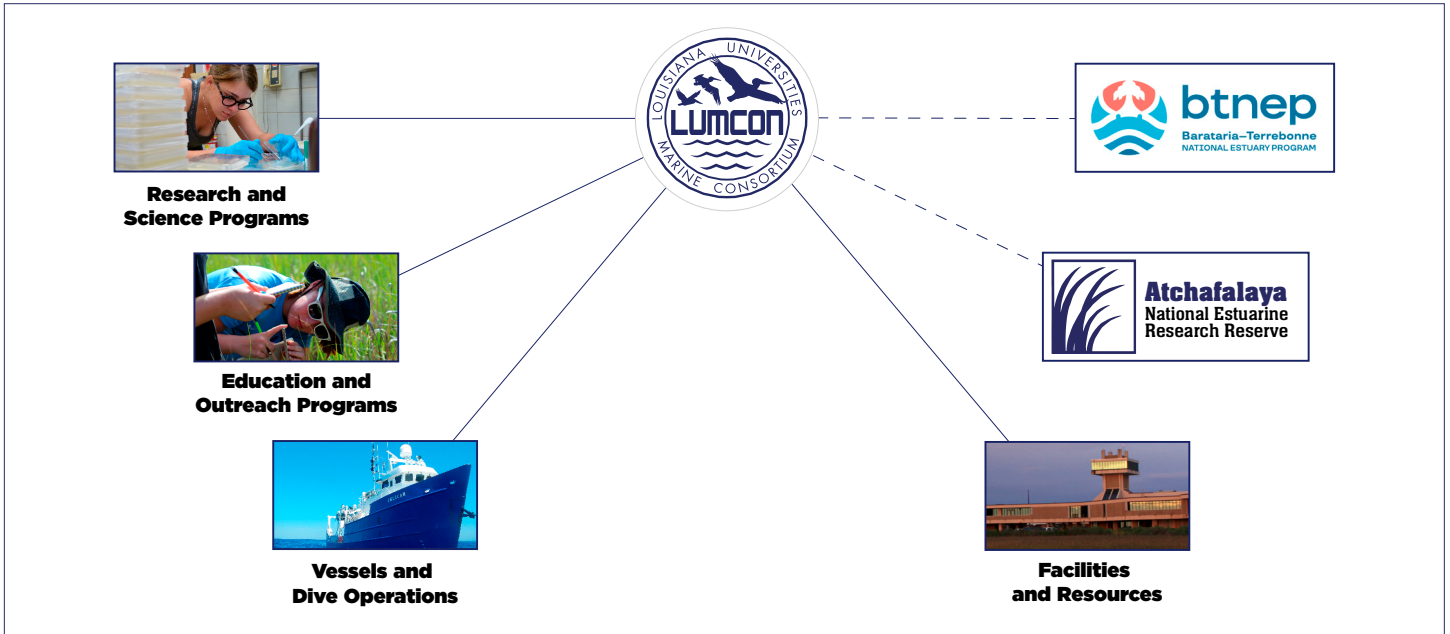 LOUISIANA UNIVERSITIES
LUMCON
MARINE CONSORTIUM
btnep
Barataria–Terrebonne
NATIONAL ESTUARY PROGRAM
Research and
Science Programs
Atchafalaya
National Estuarine
Research Reserve
Education and
Outreach Programs
PELICAN
Vessels and
Dive Operations
Facilities
and Resources